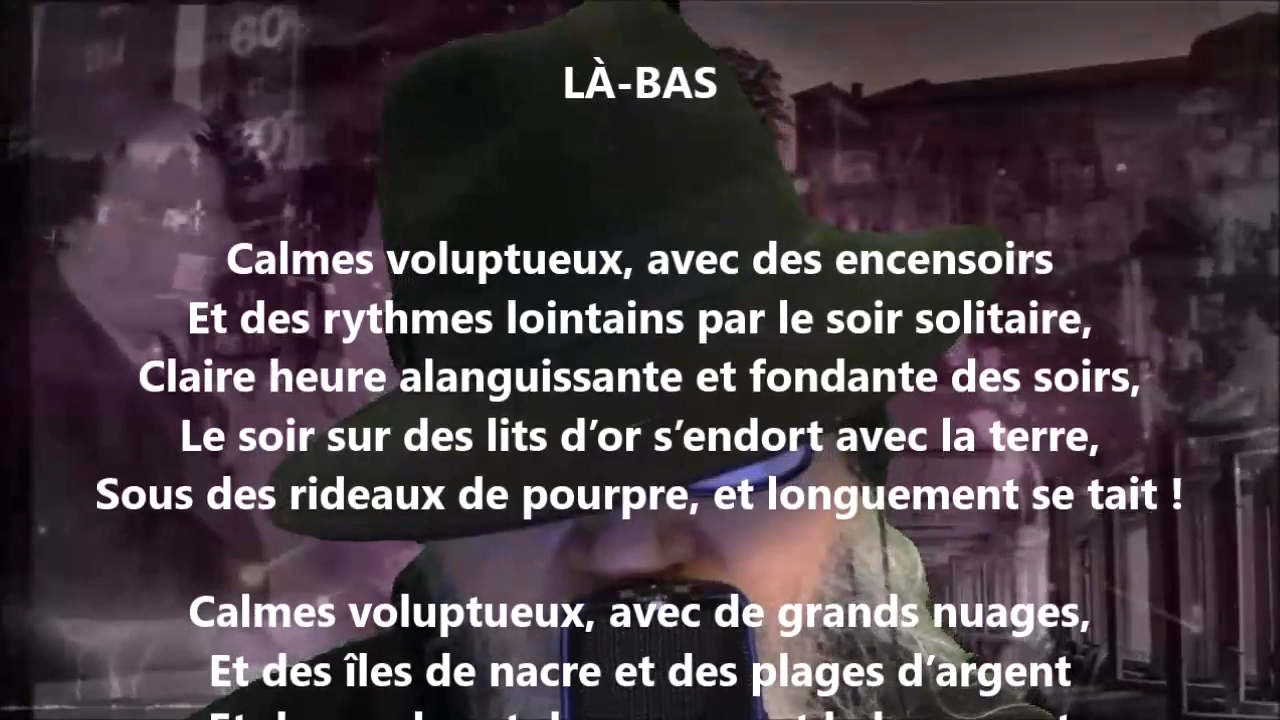 LÀ-BAS
Calmes voluptueux, avec des encensoirs
Et des rythmes lointains par le soir solitaire,
Claire heure alanguissante et fondante des soirs,
Le soir sur des lits d’or s’endort avec la terre,
Sous des rideaux de pourpre, et longuement se tait !
Calmes voluptueux, avec de grands nuages,
Et des îles de nacre et des plages d’argent